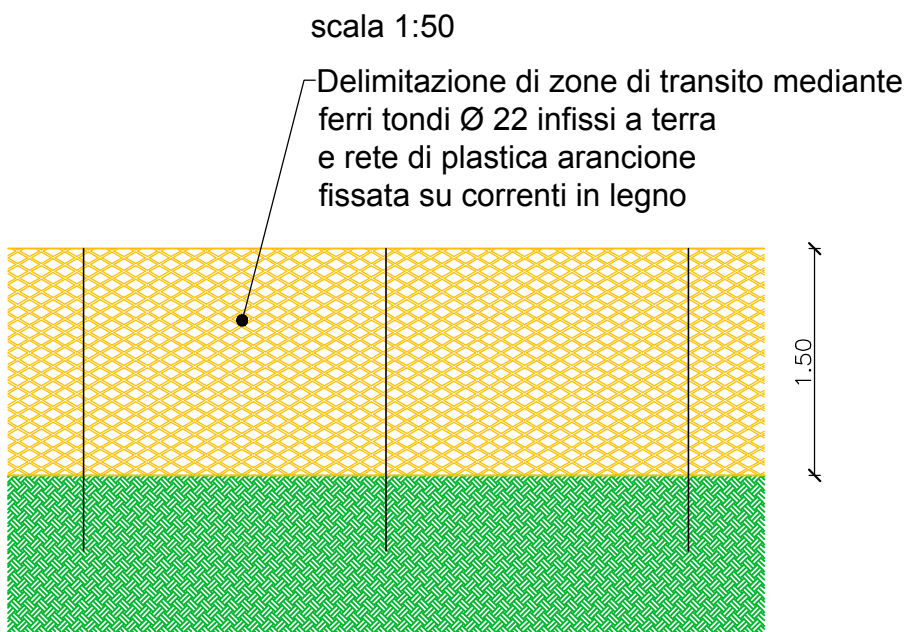 scala 1:50
Delimitazione di zone di transito mediante
ferri tondi Ø 22 infissi a terra
e rete di plastica arancione
fissata su correnti in legno
1.50